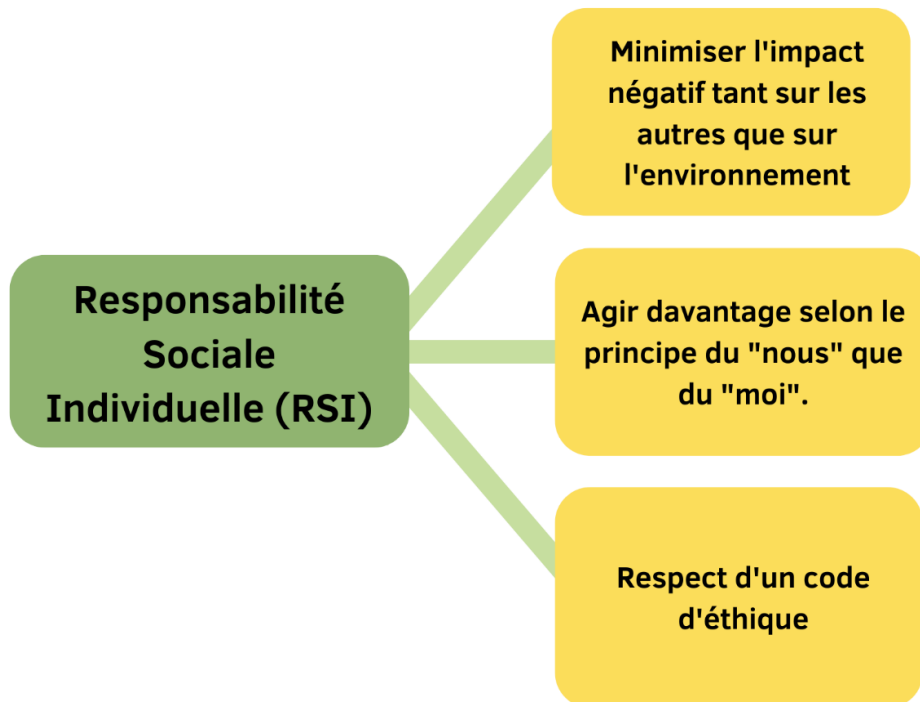 Responsabilité
Sociale
Individuelle (RSI)
Minimiser l'impact
négatif tant sur les
autres que sur
l'environnement
Agir davantage selon le
principe du "nous" que
du "moi".
Respect d'un code
d'éthique